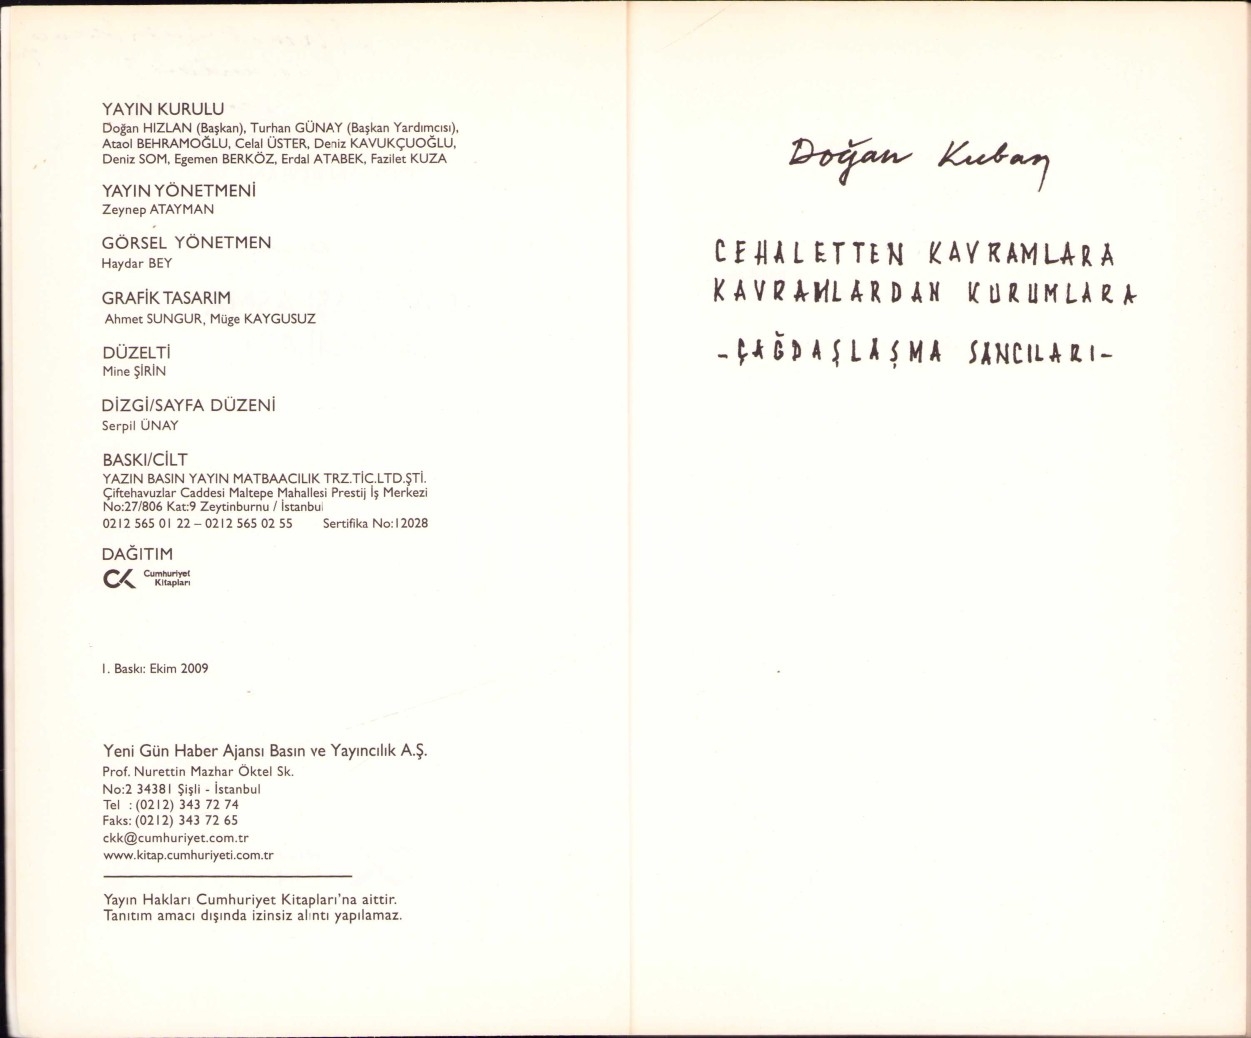 YAYIN KURULU
Doğan HIZLAN (Başkan), Turhan GÜNAY (Başkan Yardımcısı),
Ataol BEHRAMOĞLU, Celal ÜSTER, Deniz KAVUKÇUOĞLU,
Deniz SOM, Egemen BERKÖZ, Erdal ATABEK, Fazilet KUZA
YAYIN YÖNETMENİ
Zeynep ATAYMAN
GÖRSEL YÖNETMEN
Haydar BEY
GRAFİK TASARIM
Ahmet SUNGUR, Müge KAYGUSUZ
DÜZELTİ
Mine ŞİRİN
DİZGİ/SAYFA DÜZENİ
Serpil ÜNAY
BASKI/CİLT
YAZIN BASIN YAYIN MATBAACILIK TRZ.TİC.LTD.ŞTİ.
Çiftehavuzlar Caddesi Maltepe Mahallesi Prestij İş Merkezi
No:27/806 Kat:9 Zeytinburnu / İstanbul
0212 565 01 22 – 0212 565 02 55 Sertifika No:12028
DAĞITIM
CK Cumhuriyet
Kitapları
1. Baskı: Ekim 2009
Yeni Gün Haber Ajansı Basın ve Yayıncılık A.Ş.
Prof. Nurettin Mazhar Öktel Sk.
No:2 34381 Şişli - İstanbul
Tel : (0212) 343 72 74
Faks: (0212) 343 72 65
ckk@cumhuriyet.com.tr
www.kitap.cumhuriyeti.com.tr
Yayın Hakları Cumhuriyet Kitapları'na aittir.
Tanıtım amacı dışında izinsiz alıntı yapılamaz.
Doğan Kuban
CEHALETTEN KAVRAMLARA
KAVRAMLARDAN KURUMLARA
-ÇAĞDAŞLAŞMA SANCILARI-